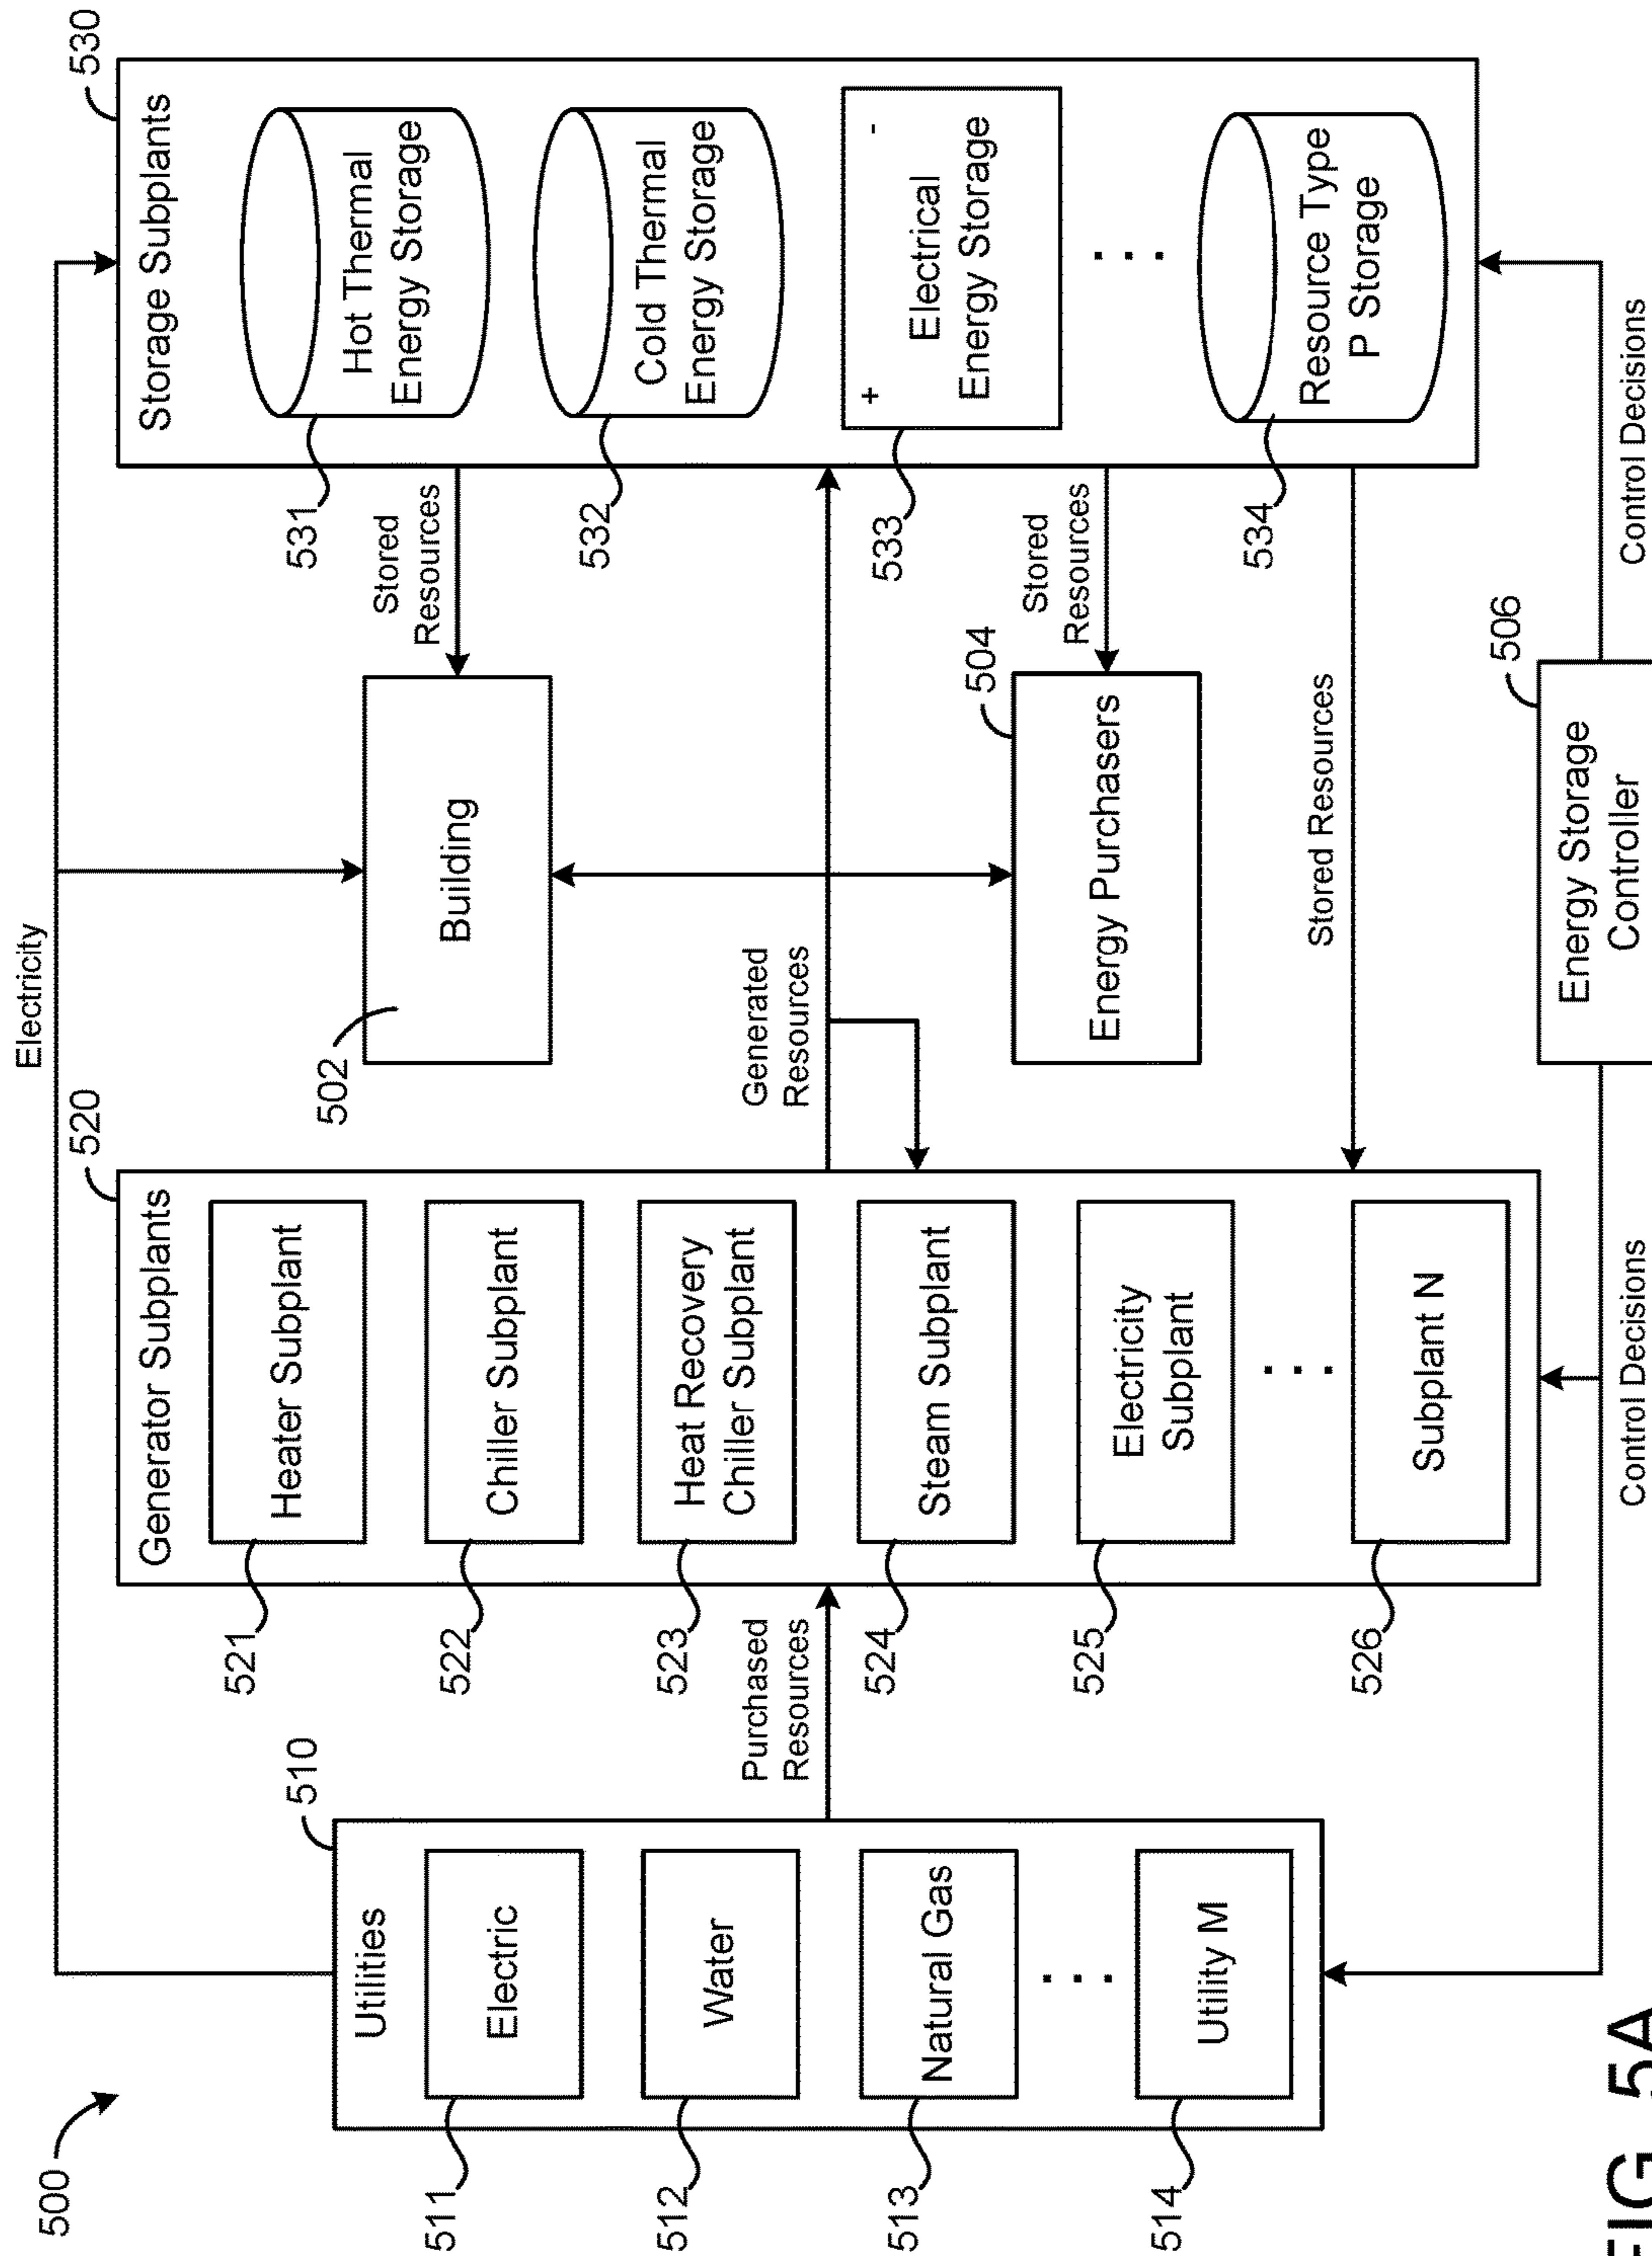 500
Electricity
Utilities
510
Electric
511
Water
512
Natural Gas
513
. . .
Utility M
514
Purchased
Resources
Generator Subplants
520
Heater Subplant
521
Chiller Subplant
522
Heat Recovery
Chiller Subplant
523
Steam Subplant
524
Electricity
Subplant
525
. . .
Subplant N
526
Generated
Resources
Building
502
Energy Purchasers
504
Stored
Resources
Stored
Resources
Stored Resources
Storage Subplants
530
Hot Thermal
Energy Storage
531
Cold Thermal
Energy Storage
532
+ -
Electrical
Energy Storage
533
. . .
Resource Type
P Storage
534
Energy Storage
Controller
506
Control Decisions
Control Decisions
FIG. 5A